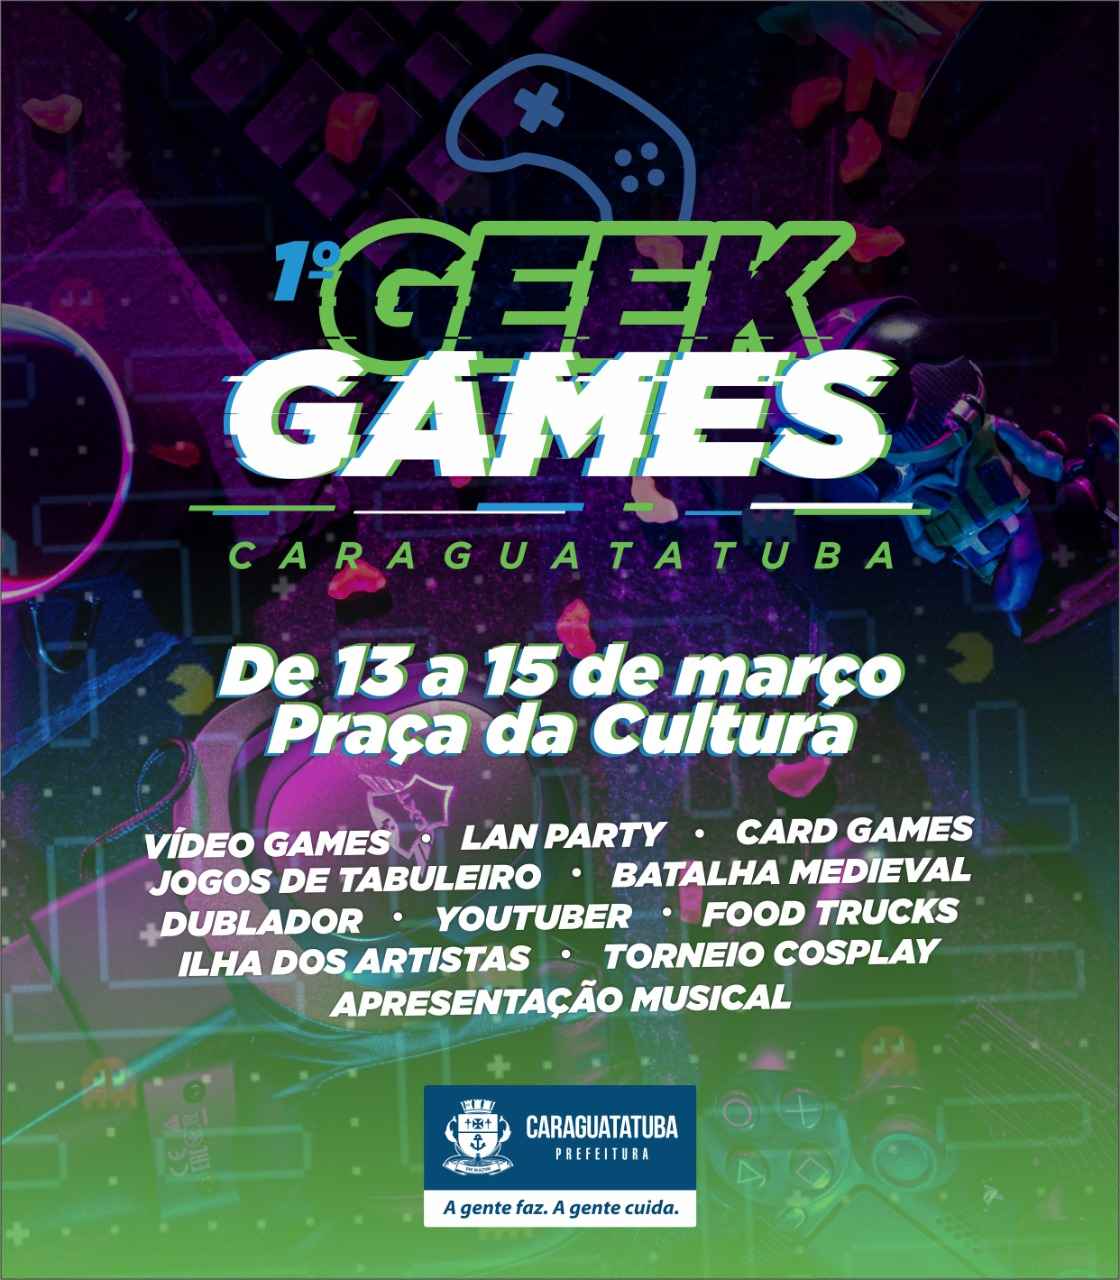 1º GEEK
GAMES
CARAGUATATUBA
De 13 a 15 de março
Praça da Cultura
VÍDEO GAMES • LAN PARTY • CARD GAMES
JOGOS DE TABULEIRO • BATALHA MEDIEVAL
DUBLADOR • YOUTUBER • FOOD TRUCKS
ILHA DOS ARTISTAS • TORNEIO COSPLAY
APRESENTAÇÃO MUSICAL
CARAGUATATUBA
PREFEITURA
A gente faz. A gente cuida.